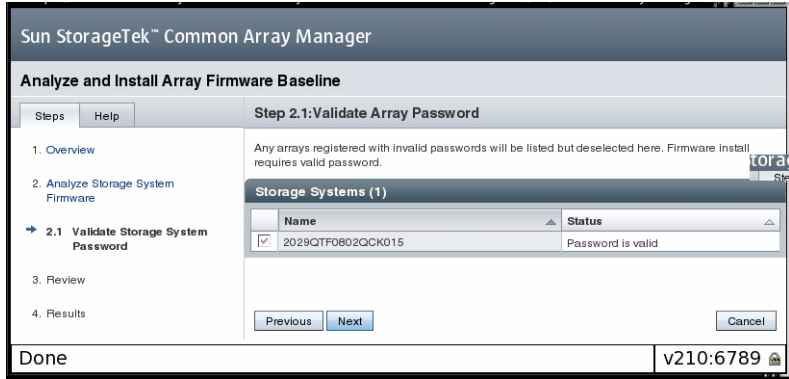 Sun StorageTek™ Common Array Manager
Analyze and Install Array Firmware Baseline
Steps Help
1. Overview
2. Analyze Storage System
Firmware
2.1 Validate Storage System
Password
3. Review
4. Results
Step 2.1:Validate Array Password
Any arrays registered with invalid passwords will be listed but deselected here. Firmware install
requires valid password.
Storage Systems (1)
Name Status
2029QTF0802QCK015 Password is valid
Previous Next Cancel
Done v210:6789